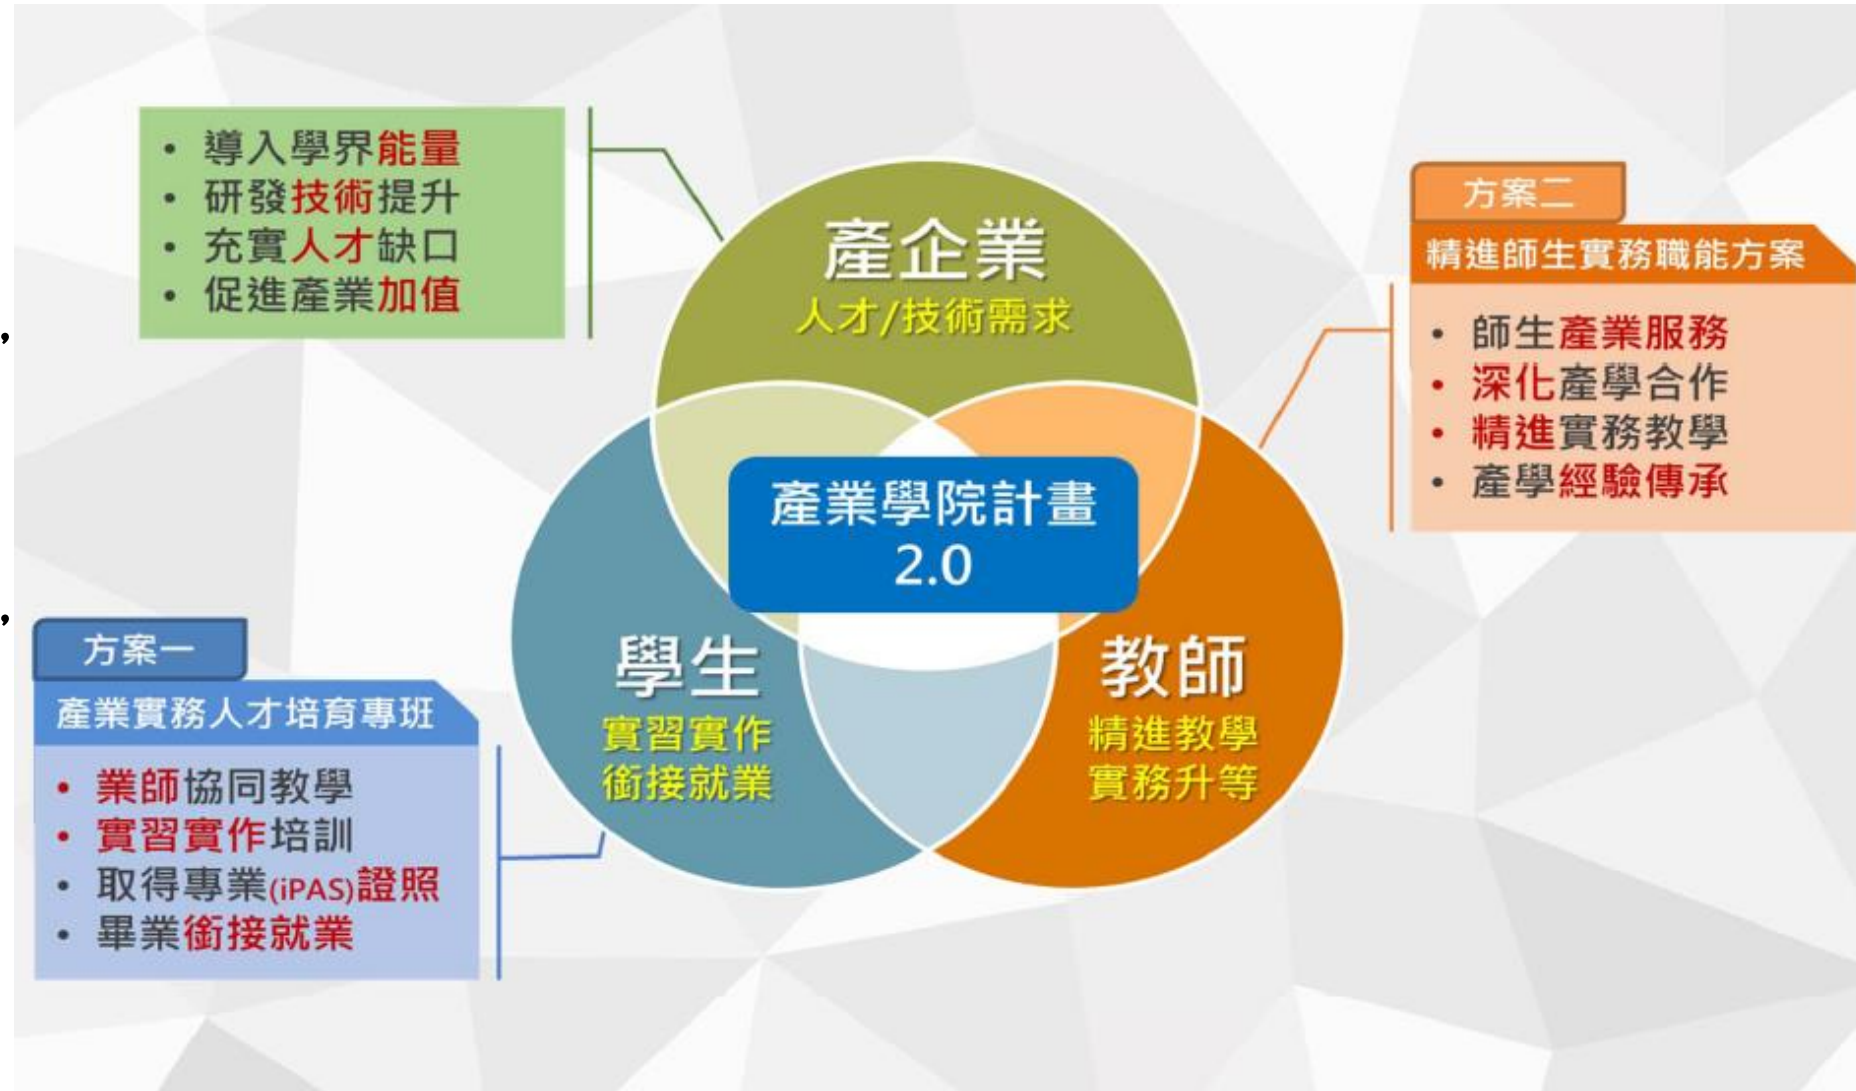 • 導入學界能量
• 研發技術提升
• 充實人才缺口
• 促進產業加值
產企業
人才/技術需求
方案二
精進師生實務職能方案
• 師生產業服務
• 深化產學合作
• 精進實務教學
• 產學經驗傳承
，
產業學院計畫
2.0
，
方案一
產業實務人才培育專班
• 業師協同教學
• 實習實作培訓
• 取得專業(iPAS)證照
• 畢業銜接就業
學生
實習實作
銜接就業
教師
精進教學
實務升等